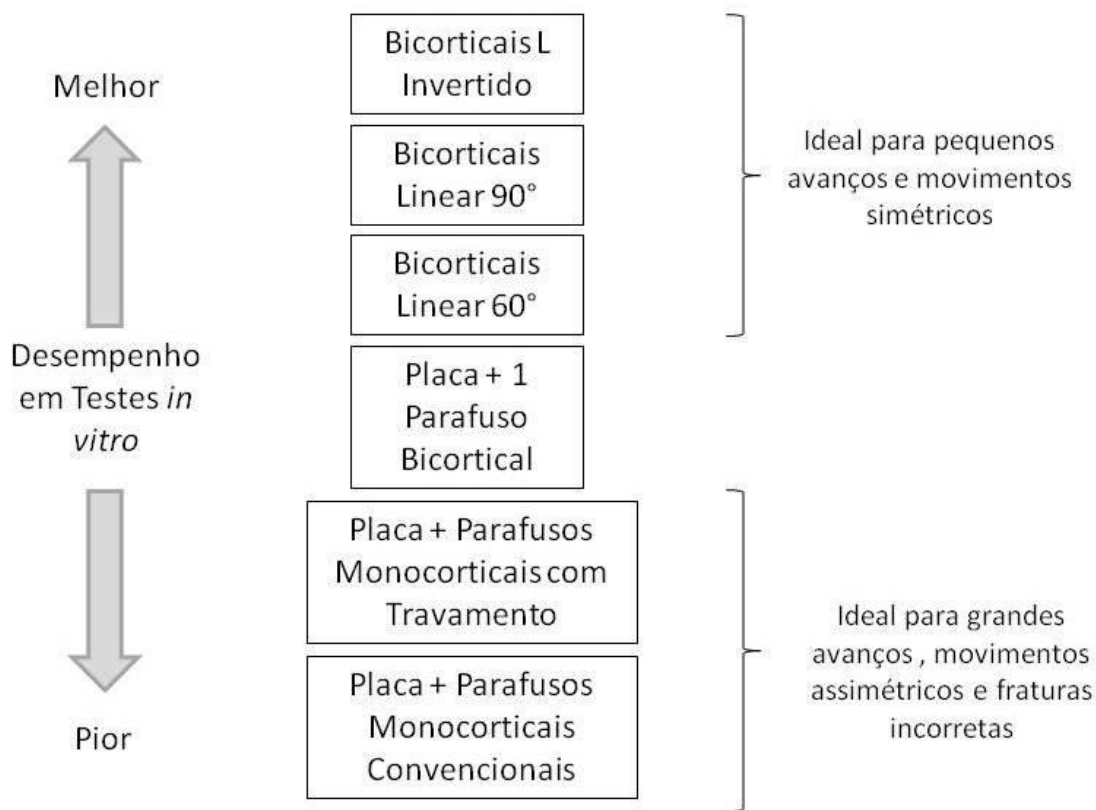 Melhor
Desempenho
em Testes in
vitro
Pior
Bicorticais L
Invertido
Bicorticais
Linear 90°
Bicorticais
Linear 60°
Placa + 1
Parafuso
Bicortical
Placa + Parafusos
Monocorticais com
Travamento
Placa + Parafusos
Monocorticais
Convencionais
Ideal para pequenos
avanços e movimentos
simétricos
Ideal para grandes
avanços , movimentos
assimétricos e fraturas
incorretas